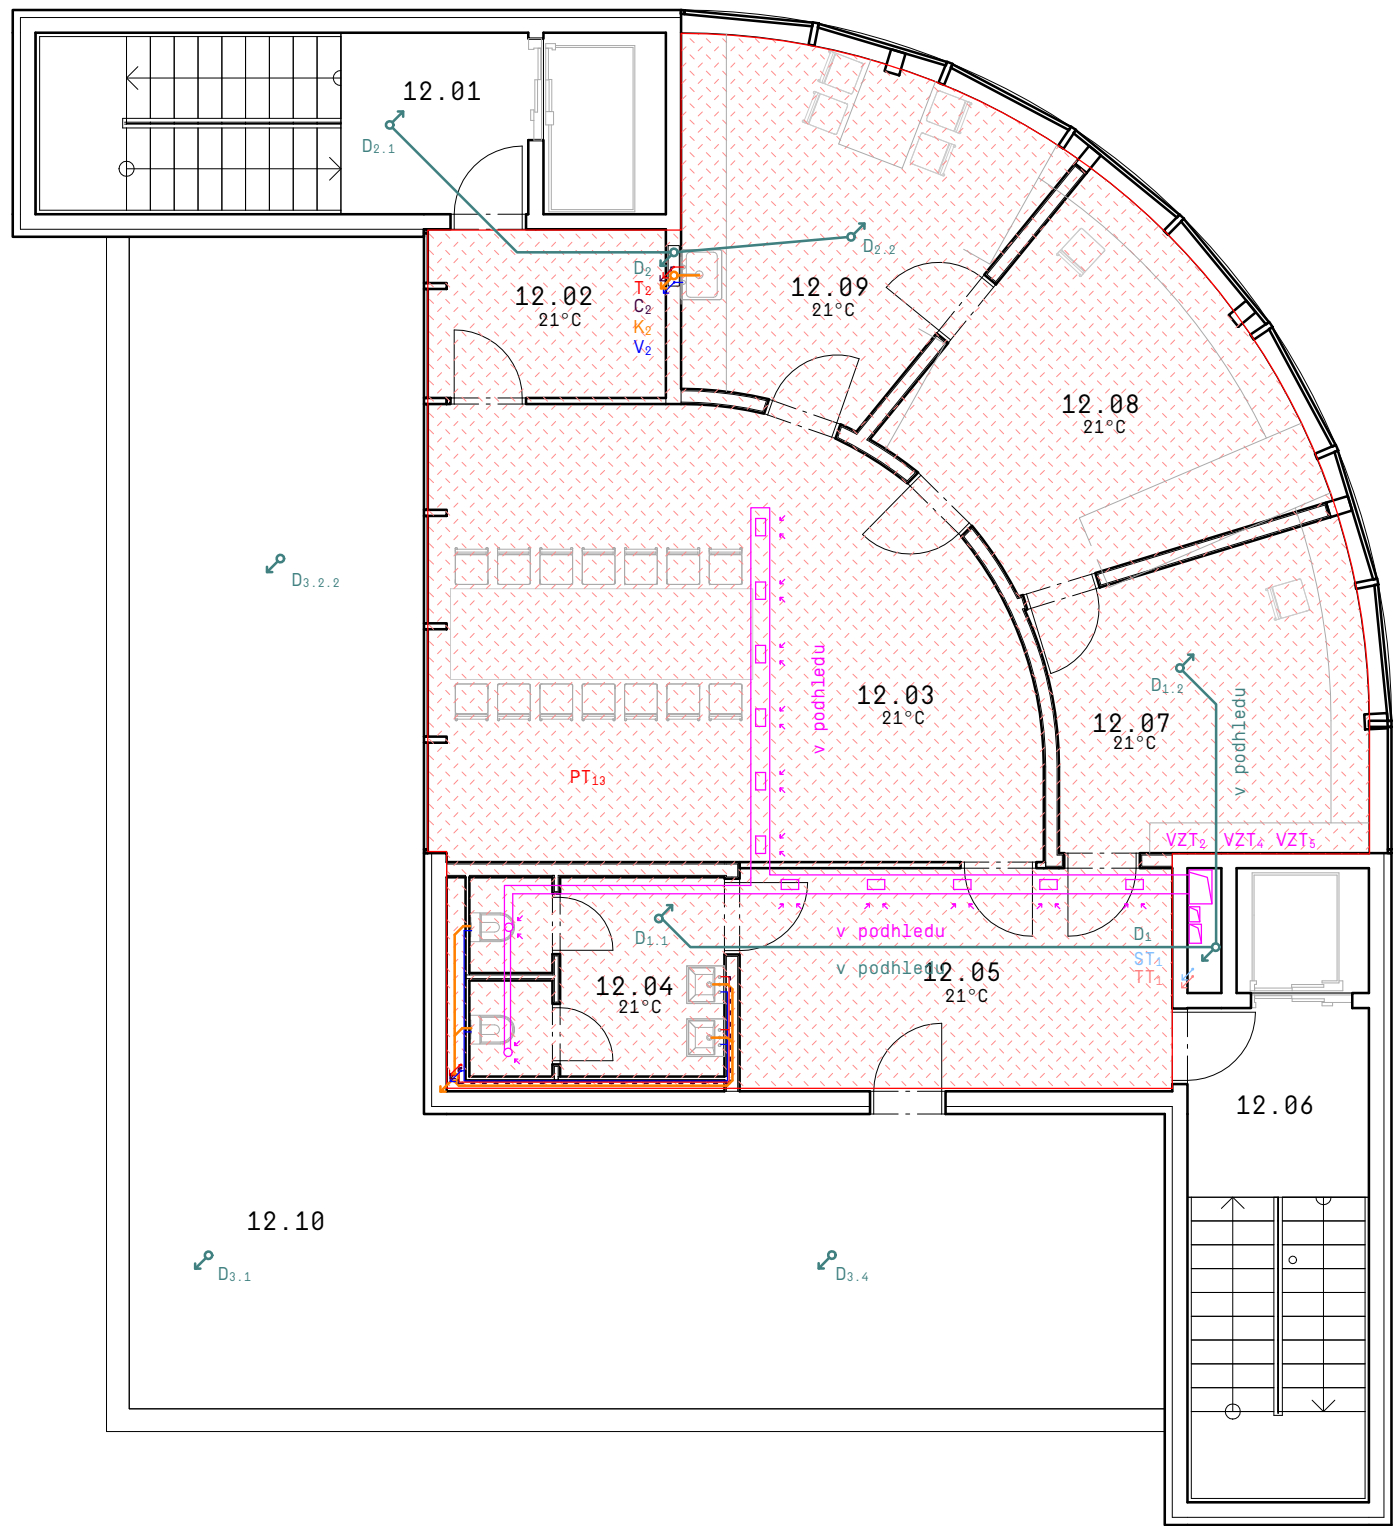 12.01
D2.1
D2.2
D2
T2
C2
K2
V2
12.02
21°C
12.09
21°C
12.08
21°C
D3.2.2
v podhledu
12.03
21°C
D1.2
v podhledu
12.07
21°C
PT13
VZT2 VZT4 VZT5
D1.1
v podhledu
D1
v podhledu
ST1
TT1
12.04
21°C
12.05
21°C
12.06
12.10
D3.1
D3.4